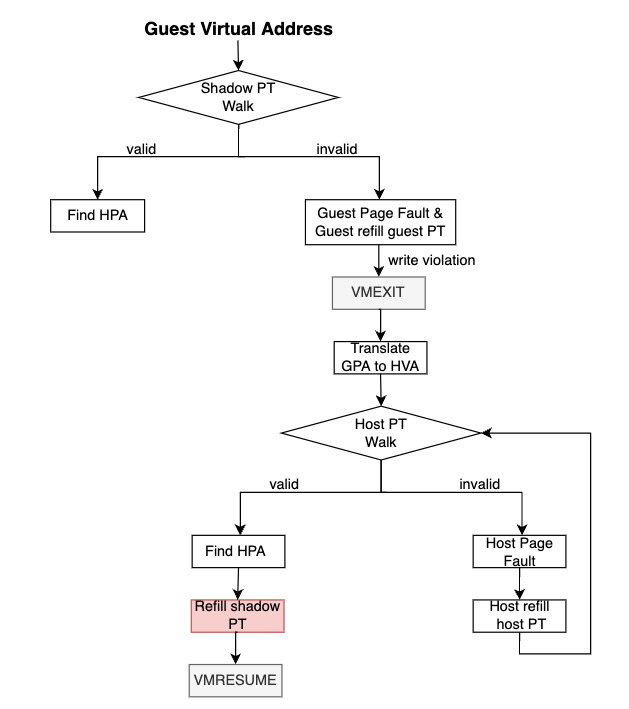 Guest Virtual Address
Shadow PT
Walk
valid
invalid
Find HPA
Guest Page Fault &
Guest refill guest PT
write violation
VMEXIT
Translate
GPA to HVA
Host PT
Walk
valid
invalid
Find HPA
Host Page
Fault
Refill shadow
PT
Host refill
host PT
VMRESUME